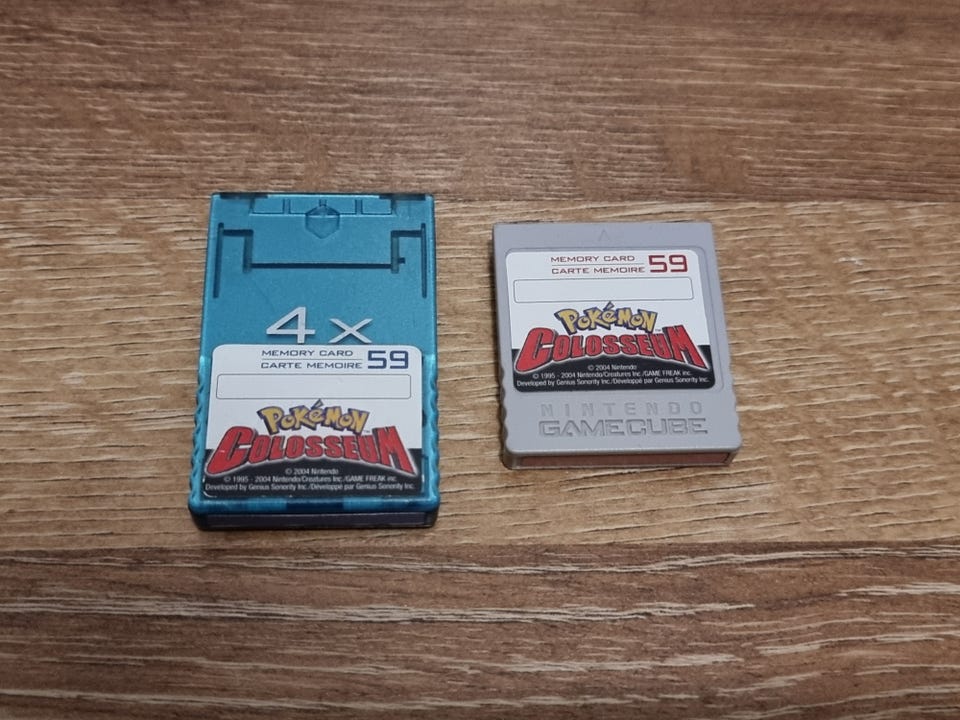 4 x
MEMORY CARD
CARTE MEMOIRE 59
POKéMON
COLOSSEUM
© 2004 Nintendo
© 1995 - 2004 Nintendo/Creatures Inc./GAME FREAK inc.
Developed by Genius Sonority Inc./Développé par Genius Sonority Inc.
MEMORY CARD
CARTE MEMOIRE 59
POKéMON
COLOSSEUM
© 2004 Nintendo
© 1995 - 2004 Nintendo/Creatures Inc./GAME FREAK inc.
Developed by Genius Sonority Inc./Développé par Genius Sonority Inc.
NINTENDO
GAMECUBE